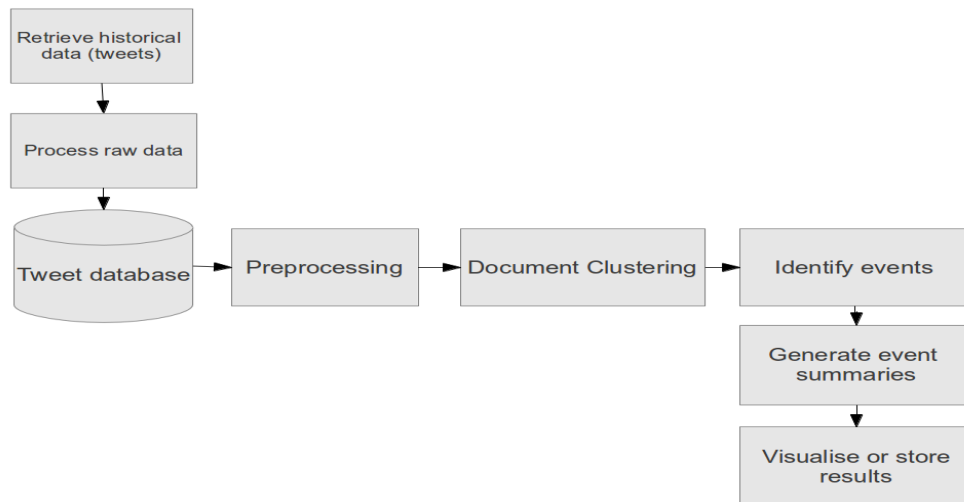 Retrieve historical
data (tweets)
Process raw data
Tweet database
Preprocessing
Document Clustering
Identify events
Generate event
summaries
Visualise or store
results